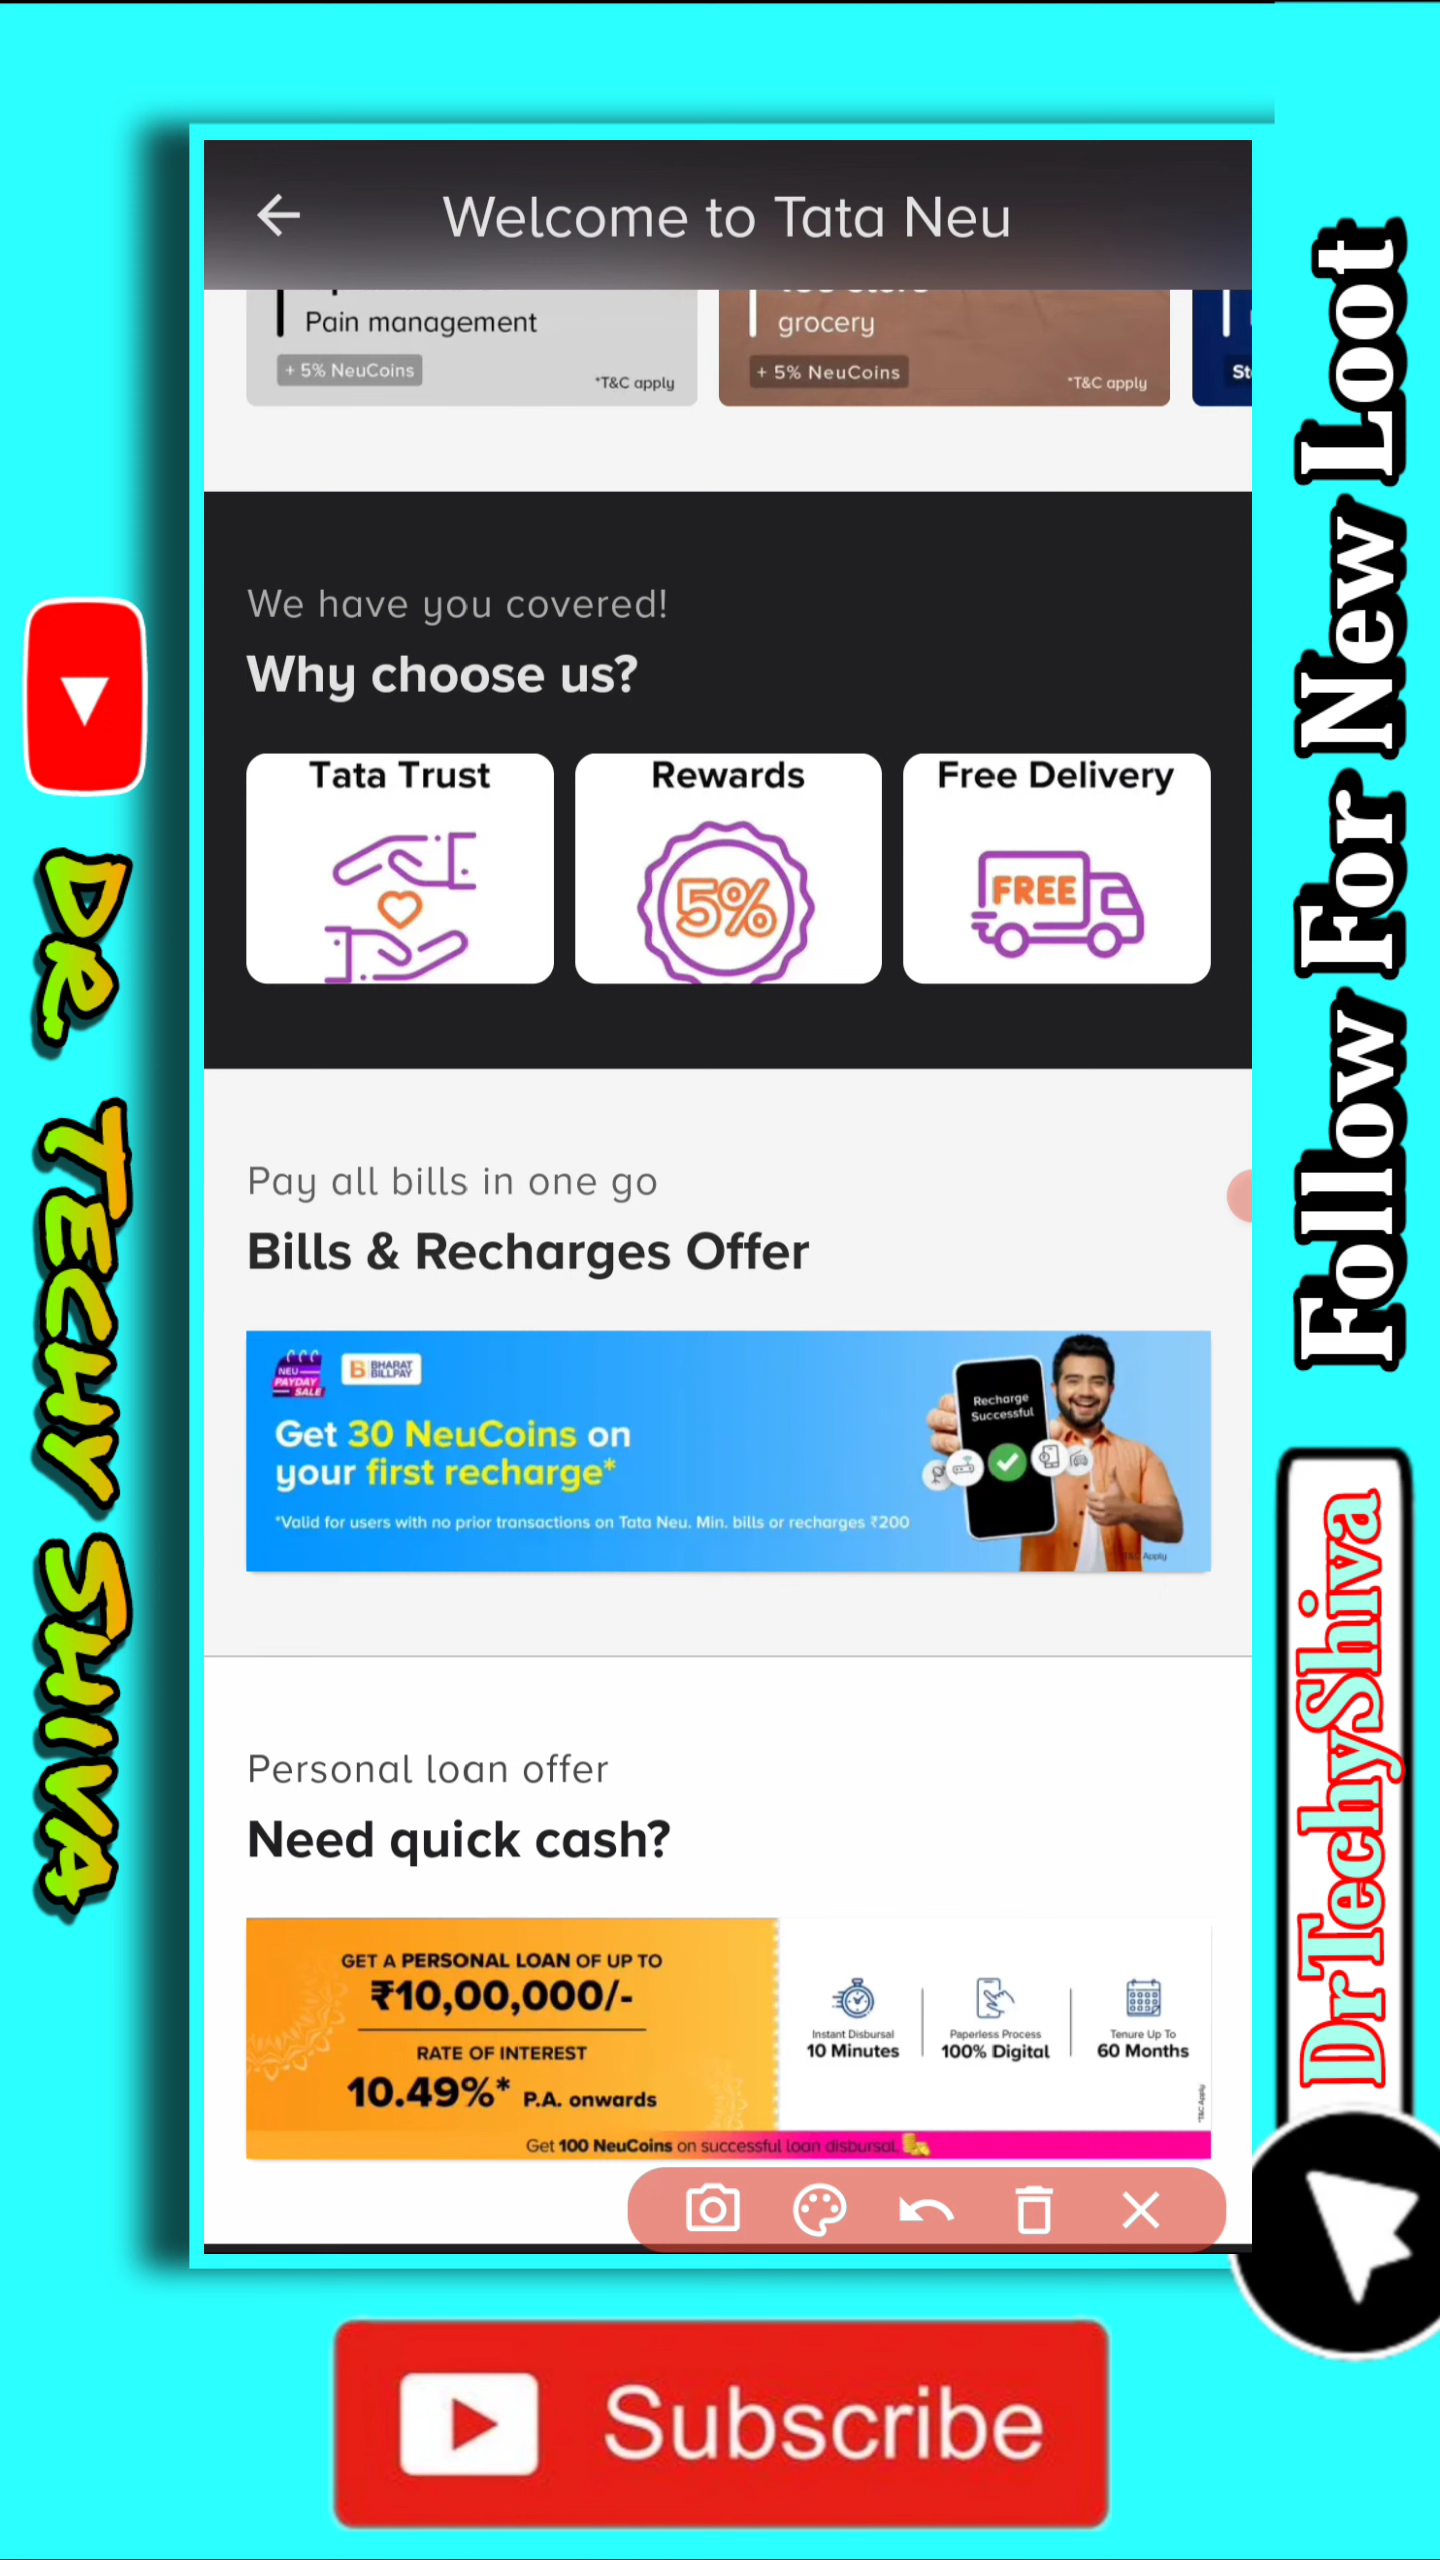 Welcome to Tata Neu
Pain management
+ 5% NeuCoins
*T&C apply
grocery
+ 5% NeuCoins
*T&C apply
We have you covered!
Why choose us?
Tata Trust
Rewards
5%
Free Delivery
FREE
Pay all bills in one go
Bills & Recharges Offer
NEU
PAYDAY
SALE
B BHARAT
BILLPAY
Get 30 NeuCoins on
your first recharge*
*Valid for users with no prior transactions on Tata Neu. Min. bills or recharges ₹200
Recharge
Successful
T&C Apply
Personal loan offer
Need quick cash?
GET A PERSONAL LOAN OF UP TO
₹10,00,000/-
RATE OF INTEREST
10.49%* P.A. onwards
Instant Disbursal
10 Minutes
Paperless Process
100% Digital
Tenure Up To
60 Months
*T&C Apply
Get 100 NeuCoins on successful loan disbursal.
DR. TECHY SHIVA
Follow For New Loot
DrTechyShiva
Subscribe